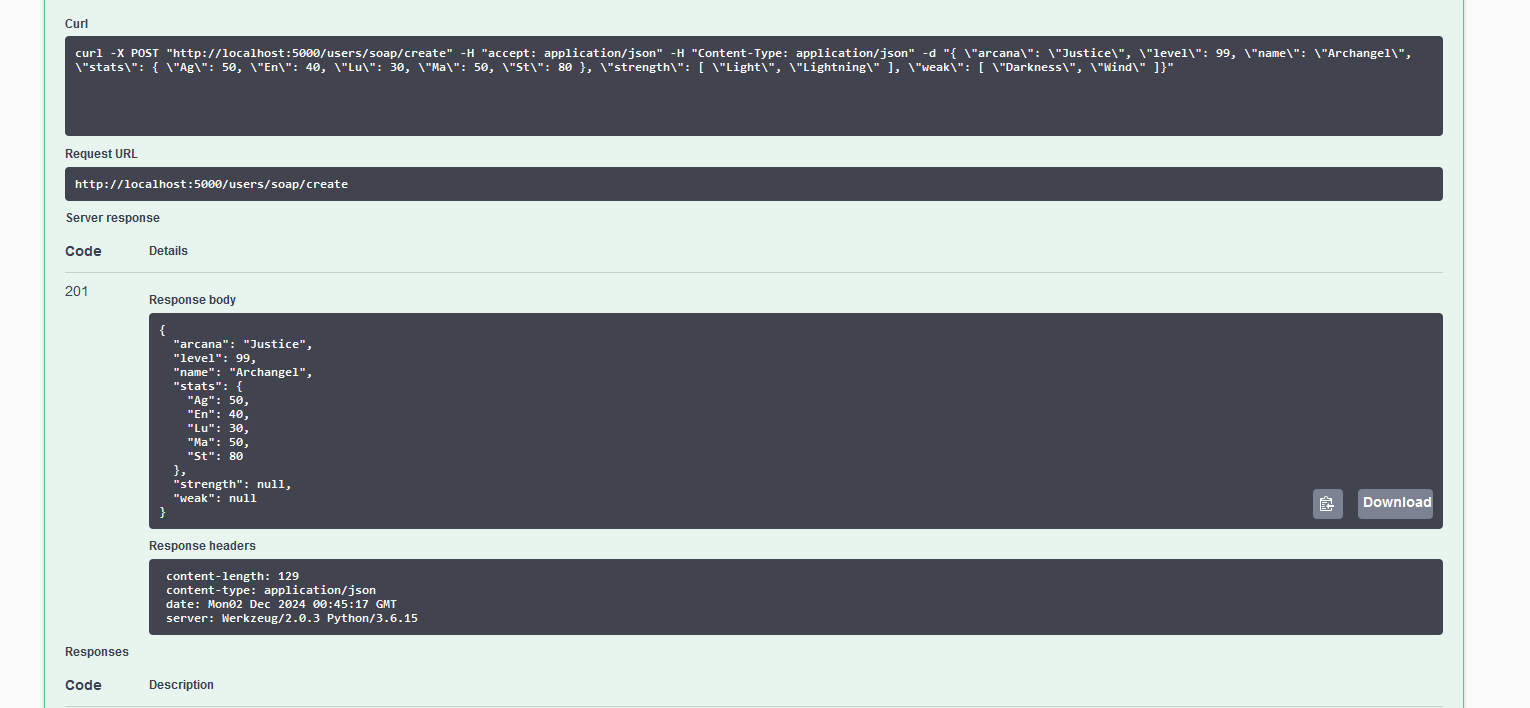 Curl
curl -X POST "http://localhost:5000/users/soap/create" -H "accept: application/json" -H "Content-Type: application/json" -d "{ \"arcana\": \"Justice\", \"level\": 99, \"name\": \"Archangel\",
\"stats\": { \"Ag\": 50, \"En\": 40, \"Lu\": 30, \"Ma\": 50, \"St\": 80 }, \"strength\": [ \"Light\", \"Lightning\" ], \"weak\": [ \"Darkness\", \"Wind\" ]}"
Request URL
http://localhost:5000/users/soap/create
Server response
Code Details
201
Response body
{
  "arcana": "Justice",
  "level": 99,
  "name": "Archangel",
  "stats": {
    "Ag": 50,
    "En": 40,
    "Lu": 30,
    "Ma": 50,
    "St": 80
  },
  "strength": null,
  "weak": null
}
Download
Response headers
content-length: 129
content-type: application/json
date: Mon02 Dec 2024 00:45:17 GMT
server: Werkzeug/2.0.3 Python/3.6.15
Responses
Code Description